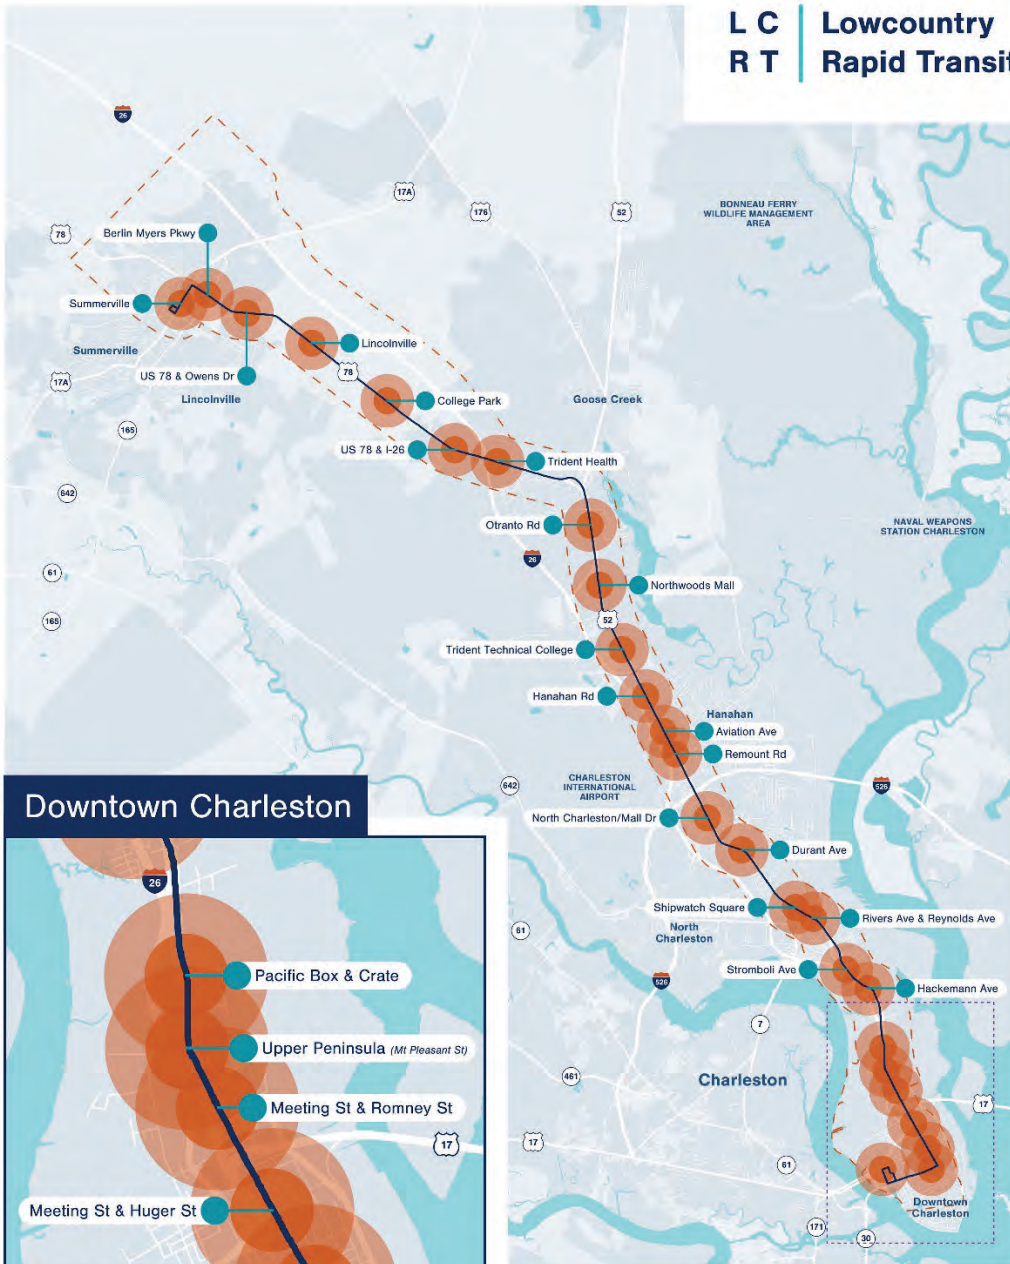 L C
R T
Lowcountry
Rapid Transit
26
17A
176
52
78
BONNEAU FERRY
WILDLIFE MANAGEMENT
AREA
Berlin Myers Pkwy
Summerville
Summerville
Lincolnville
78
US 78 & Owens Dr
17A
Lincolnville
College Park
Goose Creek
165
US 78 & I-26
Trident Health
642
Otranto Rd
NAVAL WEAPONS
STATION CHARLESTON
26
61
Northwoods Mall
165
52
Trident Technical College
Hanahan Rd
Hanahan
Aviation Ave
Remount Rd
CHARLESTON
INTERNATIONAL
AIRPORT
642
526
North Charleston/Mall Dr
Durant Ave
Shipwatch Square
Rivers Ave & Reynolds Ave
61
North
Charleston
Stromboli Ave
526
Hackemann Ave
7
461
Charleston
17
17
61
Downtown
Charleston
171
30
Downtown Charleston
26
Pacific Box & Crate
Upper Peninsula (Mt Pleasant St)
Meeting St & Romney St
17
Meeting St & Huger St